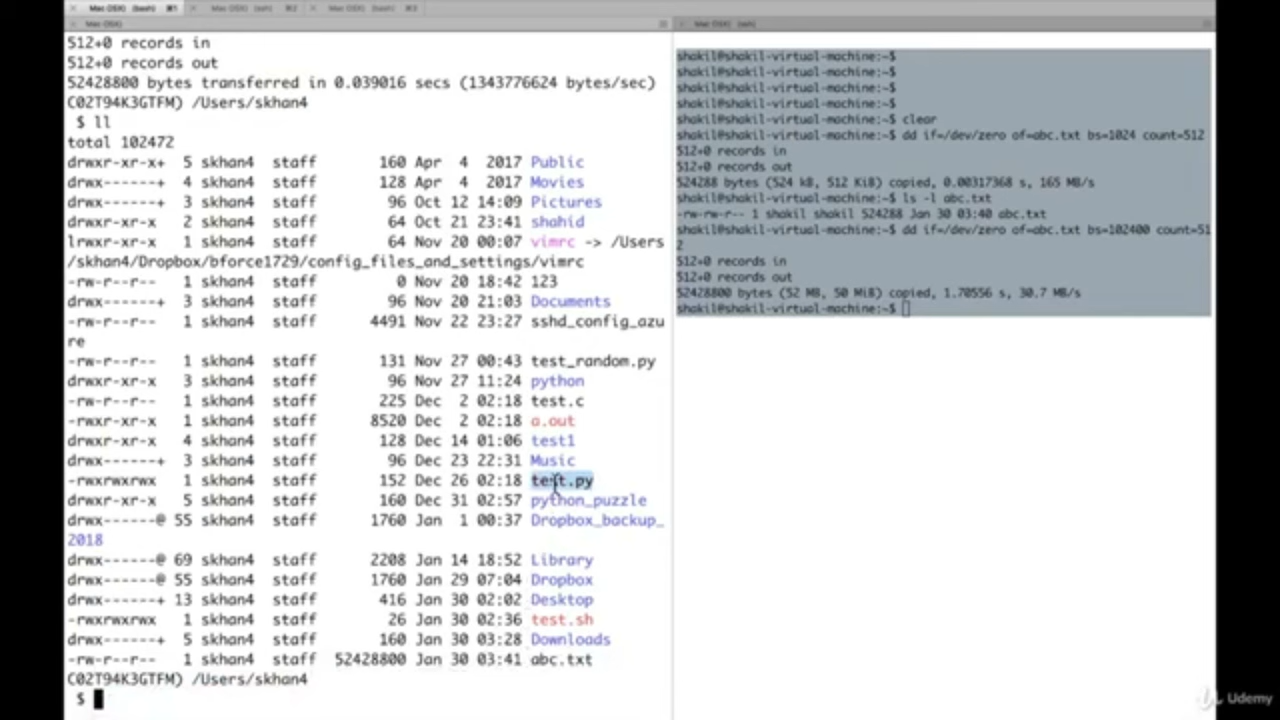 Mac OSX) (bash) ⌘1 Mac OSX) (ssh) ⌘2 Mac OSX) (bash) ⌘3
Mac OSX)
512+0 records in
512+0 records out
52428800 bytes transferred in 0.039016 secs (1343776624 bytes/sec)
(C02T94K3GTFM) /Users/skhan4
$ ll
total 102472
drwxr-xr-x+ 5 skhan4 staff 160 Apr 4 2017 Public
drwx------+ 4 skhan4 staff 128 Apr 4 2017 Movies
drwx------+ 3 skhan4 staff 96 Oct 12 14:09 Pictures
drwxr-xr-x 2 skhan4 staff 64 Oct 21 23:41 shahid
lrwxr-xr-x 1 skhan4 staff 64 Nov 20 00:07 vimrc -> /Users
/skhan4/Dropbox/bforce1729/config_files_and_settings/vimrc
-rw-r--r-- 1 skhan4 staff 0 Nov 20 18:42 123
drwx------+ 3 skhan4 staff 96 Nov 20 21:03 Documents
-rw-r--r-- 1 skhan4 staff 4491 Nov 22 23:27 sshd_config_azu
re
-rw-r--r-- 1 skhan4 staff 131 Nov 27 00:43 test_random.py
drwxr-xr-x 3 skhan4 staff 96 Nov 27 11:24 python
-rw-r--r-- 1 skhan4 staff 225 Dec 2 02:18 test.c
-rwxr-xr-x 1 skhan4 staff 8520 Dec 2 02:18 a.out
drwxr-xr-x 4 skhan4 staff 128 Dec 14 01:06 test1
drwx------+ 3 skhan4 staff 96 Dec 23 22:31 Music
-rwxrwxrwx 1 skhan4 staff 152 Dec 26 02:18 test.py
drwxr-xr-x 5 skhan4 staff 160 Dec 31 02:57 python_puzzle
drwx------@ 55 skhan4 staff 1760 Jan 1 00:37 Dropbox_backup_
2018
drwx------@ 69 skhan4 staff 2208 Jan 14 18:52 Library
drwx------@ 55 skhan4 staff 1760 Jan 29 07:04 Dropbox
drwx------+ 13 skhan4 staff 416 Jan 30 02:02 Desktop
-rwxrwxrwx 1 skhan4 staff 26 Jan 30 02:36 test.sh
drwx------+ 5 skhan4 staff 160 Jan 30 03:28 Downloads
-rw-r--r-- 1 skhan4 staff 52428800 Jan 30 03:41 abc.txt
(C02T94K3GTFM) /Users/skhan4
$
Mac OSX) (ssh)
shakil@shakil-virtual-machine:~$
shakil@shakil-virtual-machine:~$
shakil@shakil-virtual-machine:~$
shakil@shakil-virtual-machine:~$
shakil@shakil-virtual-machine:~$ clear
shakil@shakil-virtual-machine:~$ dd if=/dev/zero of=abc.txt bs=1024 count=512
512+0 records in
512+0 records out
524288 bytes (524 kB, 512 KiB) copied, 0.00317368 s, 165 MB/s
shakil@shakil-virtual-machine:~$ ls -l abc.txt
-rw-rw-r-- 1 shakil shakil 524288 Jan 30 03:40 abc.txt
shakil@shakil-virtual-machine:~$ dd if=/dev/zero of=abc.txt bs=102400 count=51
2
512+0 records in
512+0 records out
52428800 bytes (52 MB, 50 MiB) copied, 1.70556 s, 30.7 MB/s
shakil@shakil-virtual-machine:~$
Udemy